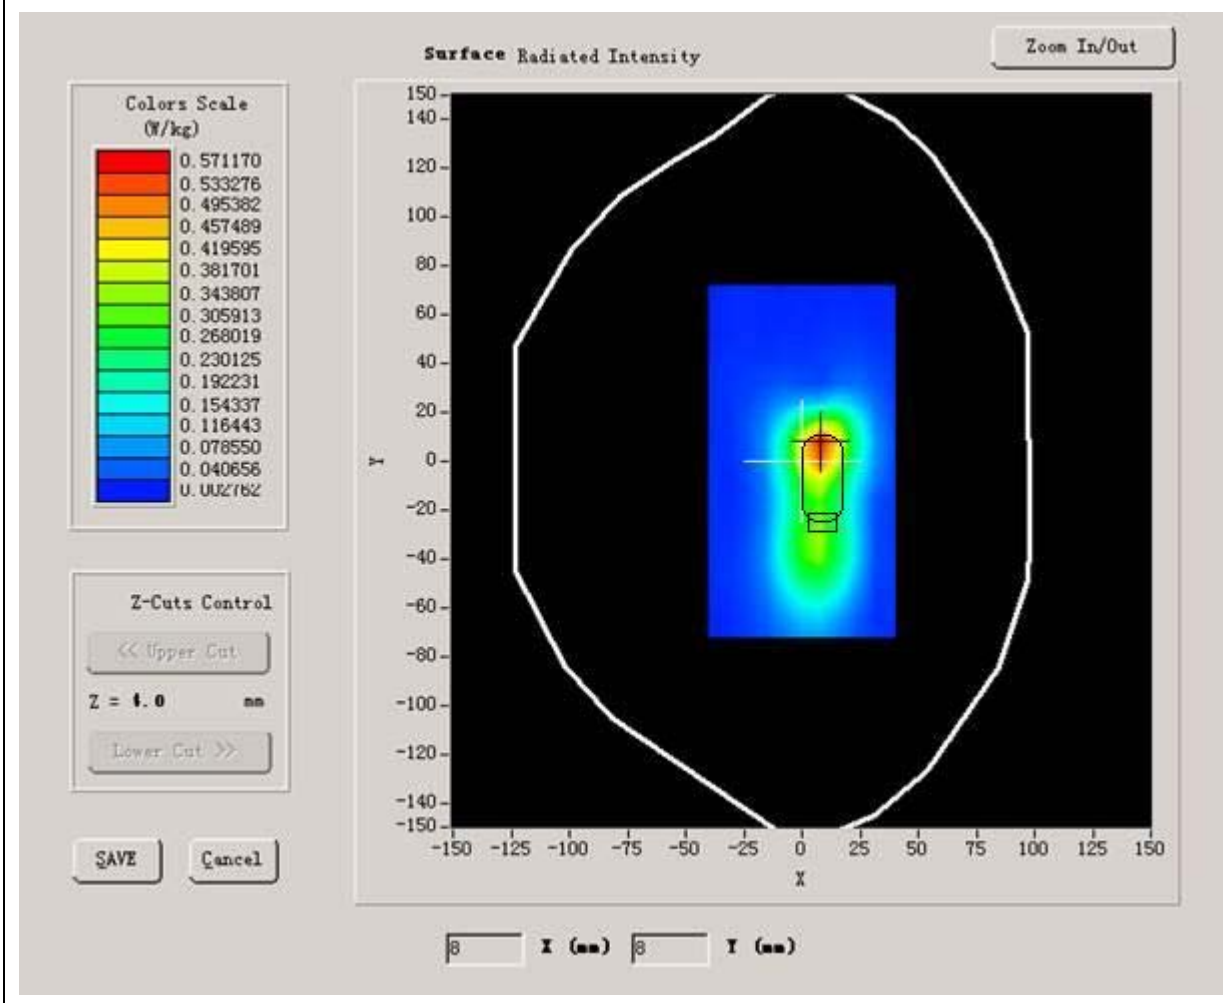 Surface Radiated Intensity
Zoom In/Out
Colors Scale
(W/kg)
0.571170
0.533276
0.495382
0.457489
0.419595
0.381701
0.343807
0.305913
0.268019
0.230125
0.192231
0.154337
0.116443
0.078550
0.040656
0.002762
Z-Cuts Control
<< Upper Cut
Z = 4.0 mm
Lower Cut >>
SAVE
Cancel
150
140
120
100
80
60
40
20
0
-20
-40
-60
-80
-100
-120
-140
-150
Y
-150 -125 -100 -75 -50 -25 0 25 50 75 100 125 150
X
8 X (mm) 8 Y (mm)